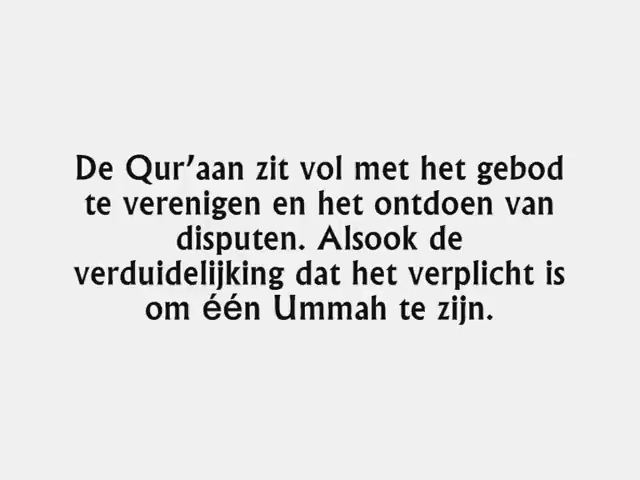 De Qur’aan zit vol met het gebod
te verenigen en het ontdoen van
disputen. Alsook de
verduidelijking dat het verplicht is
om één Ummah te zijn.